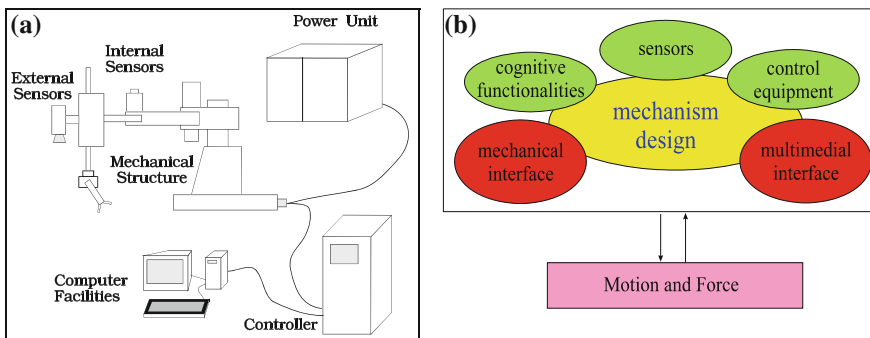 (a)
Power Unit
Internal
Sensors
External
Sensors
Mechanical
Structure
Computer
Facilities
Controller
(b)
sensors
cognitive
functionalities
control
equipment
mechanism
design
mechanical
interface
multimedial
interface
Motion and Force